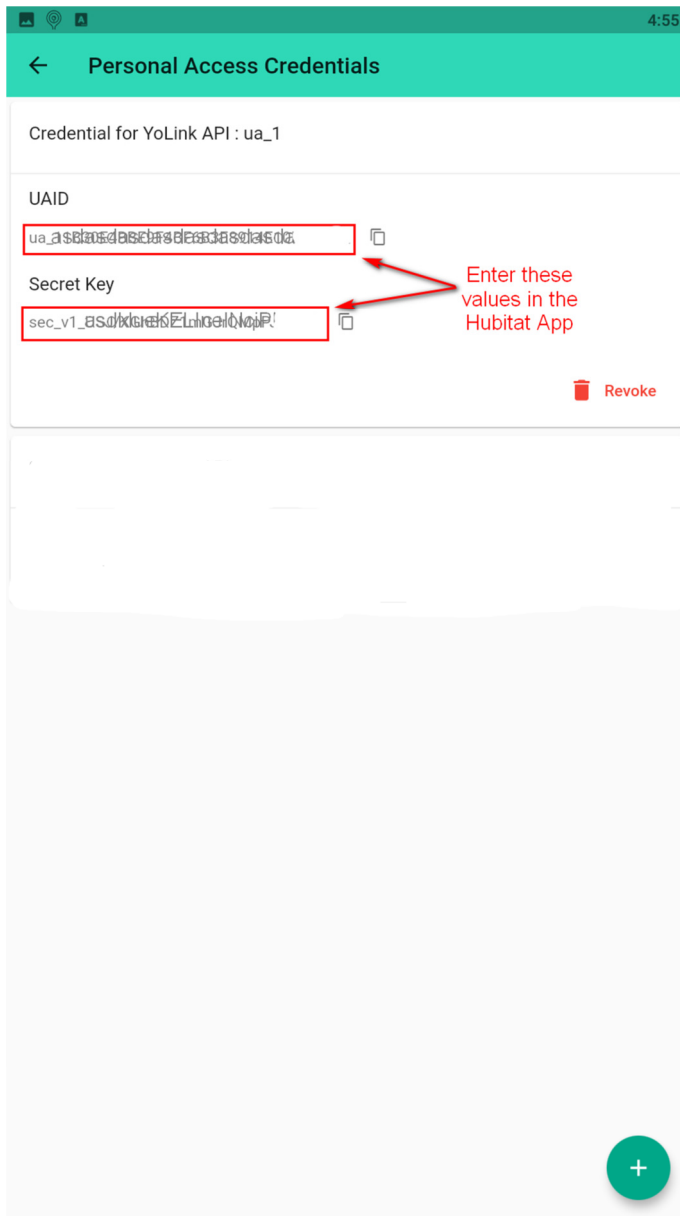 4:55
Personal Access Credentials
Credential for YoLink API : ua_1
UAID
Secret Key
sec_v1_
Enter these
values in the
Hubitat App
Revoke